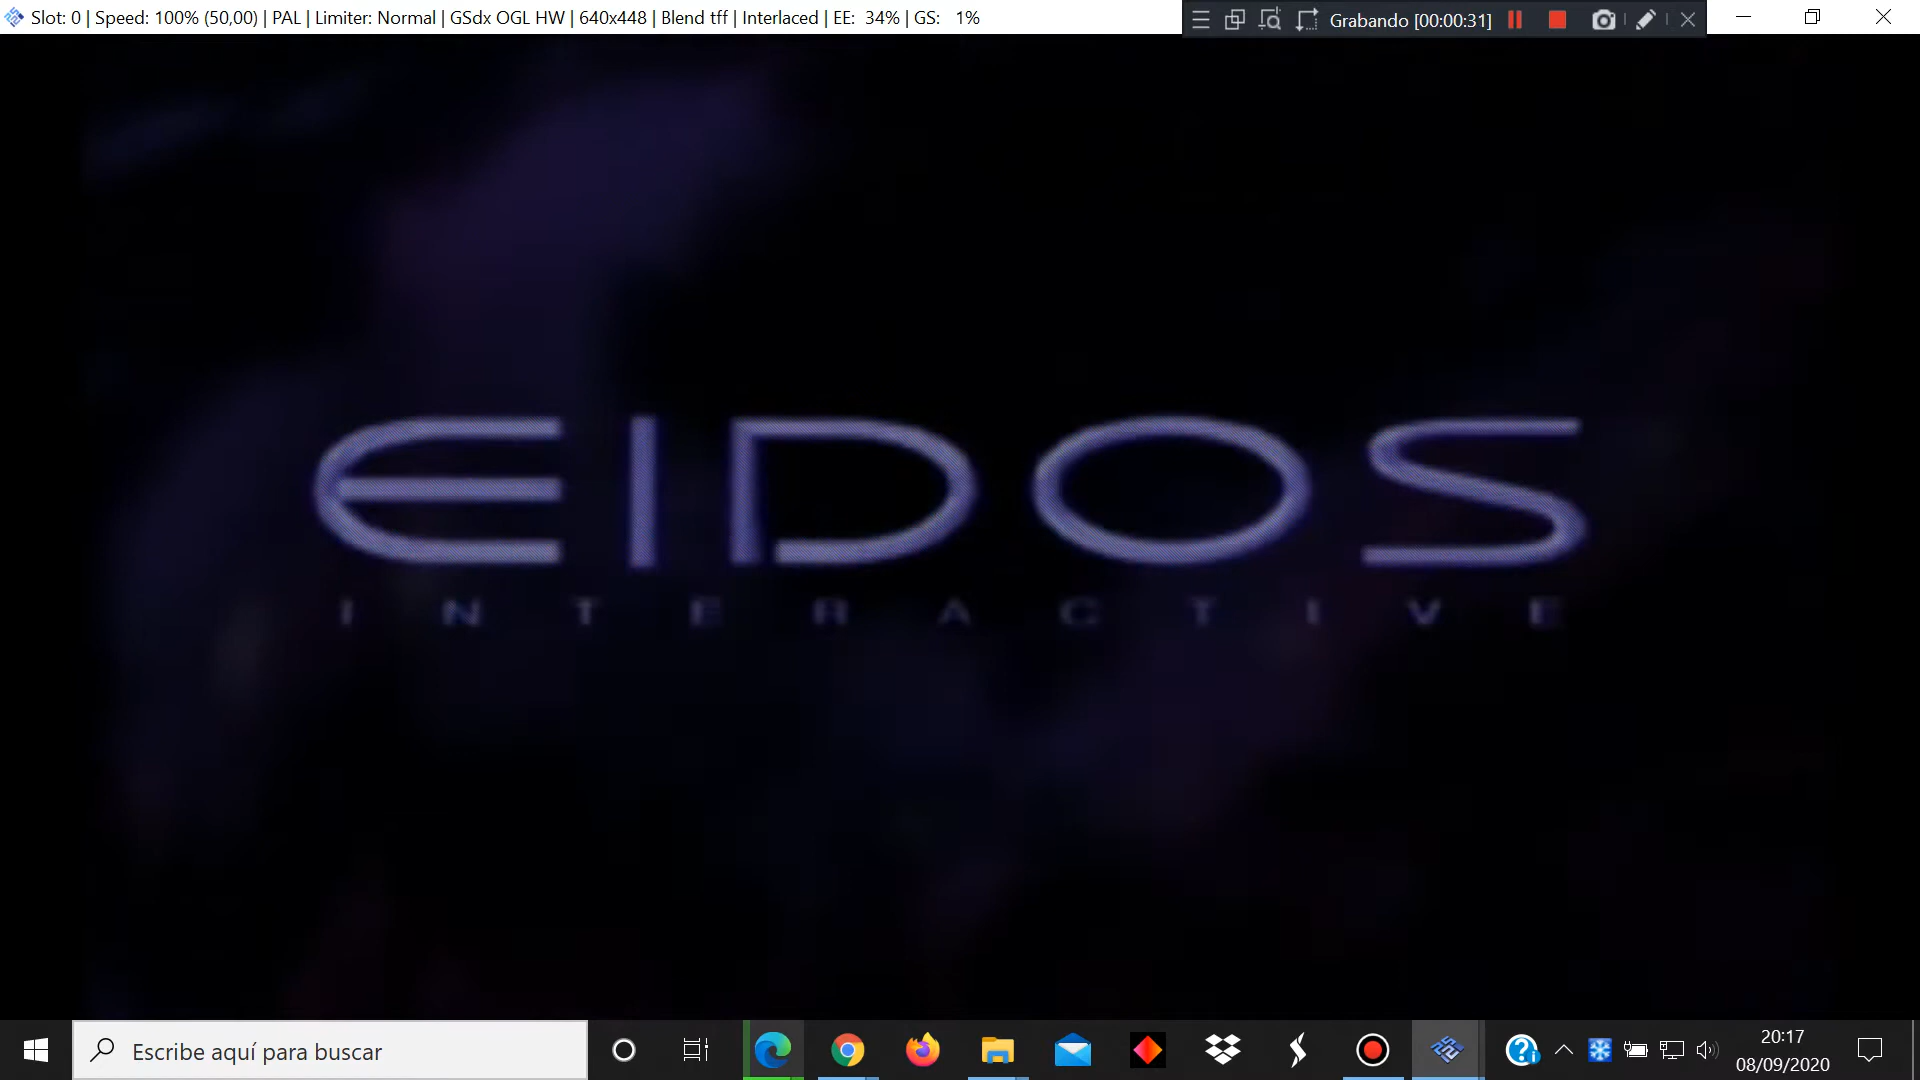 Slot: 0 | Speed: 100% (50,00) | PAL | Limiter: Normal | GSdx OGL HW | 640x448 | Blend tff | Interlaced | EE: 34% | GS: 1%
Grabando [00:00:31]
EIDOS
INTERACTIVE
Escribe aquí para buscar
20:17
08/09/2020